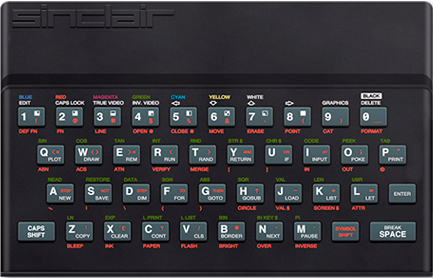 sinclair
BLUE RED MAGENTA GREEN CYAN YELLOW WHITE BLACK
EDIT CAPS LOCK TRUE VIDEO INV. VIDEO GRAPHICS DELETE
1 ! 2 @ 3 # 4 $ 5 % 6 & 7 ' 8 ( 9 ) 0
DEF FN FN LINE OPEN # CLOSE # MOVE ERASE POINT CAT FORMAT
SIN COS TAN INT RND STR $ CHR $ CODE PEEK TAB
Q PLOT W DRAW E REM R RUN T RAND Y RETURN U IF I INPUT O POKE P PRINT
ASN ACS ATN VERIFY MERGE IN OUT
READ RESTORE DATA SGN ABS SQR VAL LEN USR
A NEW STOP S SAVE NOT D DIM STEP F FOR TO G GOTO THEN H GOSUB J LOAD K LIST L LET ENTER
CIRCLE VAL $ SCREEN $ ATTR
LN EXP L PRINT L LIST BIN IN KEY $ PI
CAPS SHIFT Z COPY X CLEAR C CONT V CLS B BORDER N NEXT M PAUSE SYMBOL SHIFT BREAK SPACE
BLEEP INK PAPER FLASH BRIGHT OVER INVERSE